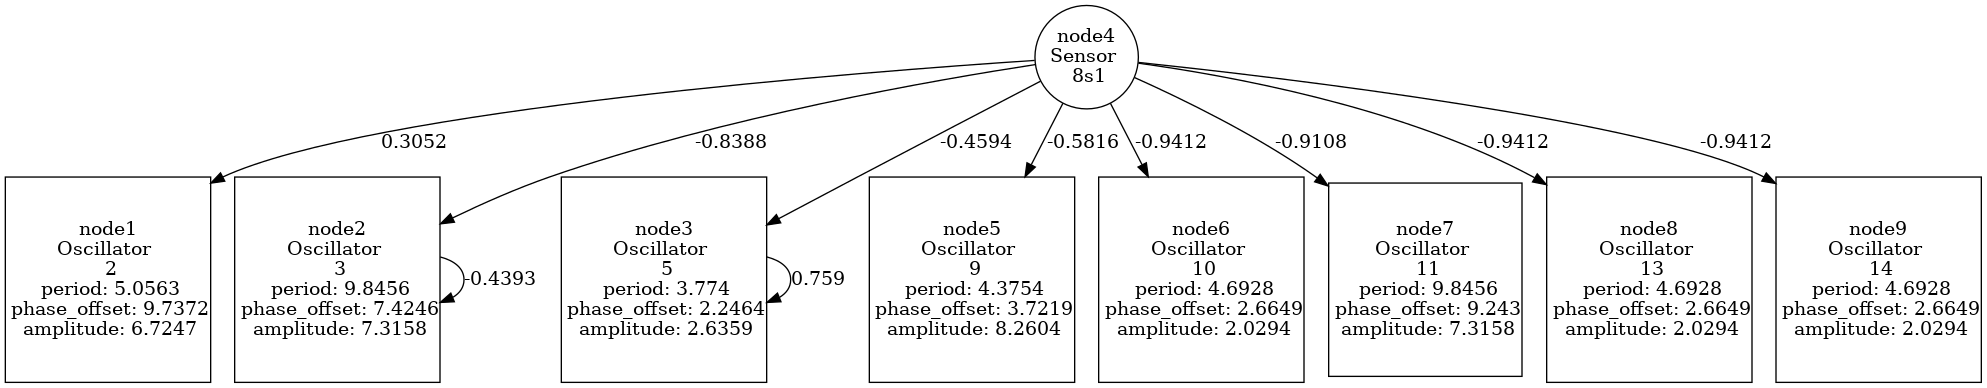 node4
Sensor
8s1
0.3052
-0.8388
-0.4594
-0.5816
-0.9412
-0.9108
-0.9412
-0.9412
node1
Oscillator
2
period: 5.0563
phase_offset: 9.7372
amplitude: 6.7247
node2
Oscillator
3
period: 9.8456
phase_offset: 7.4246
amplitude: 7.3158
-0.4393
node3
Oscillator
5
period: 3.774
phase_offset: 2.2464
amplitude: 2.6359
0.759
node5
Oscillator
9
period: 4.3754
phase_offset: 3.7219
amplitude: 8.2604
node6
Oscillator
10
period: 4.6928
phase_offset: 2.6649
amplitude: 2.0294
node7
Oscillator
11
period: 9.8456
phase_offset: 9.243
amplitude: 7.3158
node8
Oscillator
13
period: 4.6928
phase_offset: 2.6649
amplitude: 2.0294
node9
Oscillator
14
period: 4.6928
phase_offset: 2.6649
amplitude: 2.0294